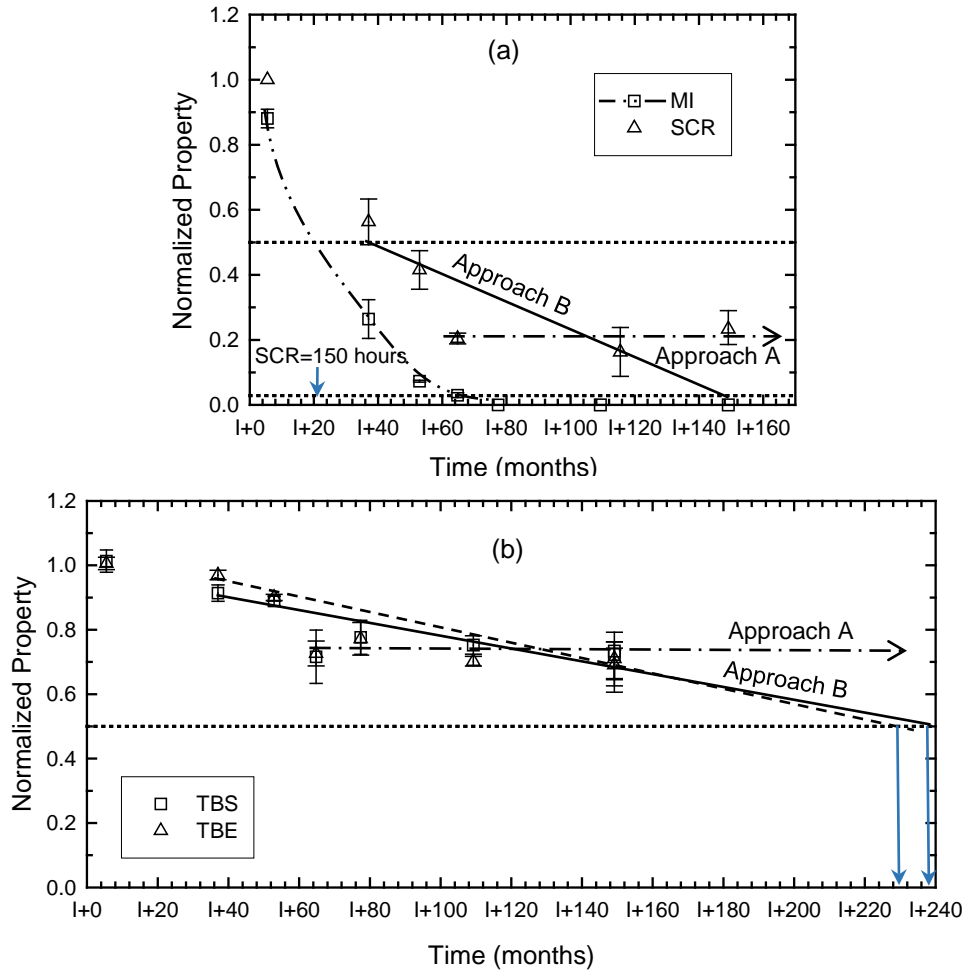 (a)
1.2
1.0
0.8
0.6
0.4
0.2
0.0
Normalized Property
MI
SCR
Approach B
Approach A
SCR=150 hours
I+0 I+20 I+40 I+60 I+80 I+100 I+120 I+140 I+160
Time (months)
(b)
1.2
1.0
0.8
0.6
0.4
0.2
0.0
Normalized Property
Approach A
Approach B
TBS
TBE
I+0 I+20 I+40 I+60 I+80 I+100 I+120 I+140 I+160 I+180 I+200 I+220 I+240
Time (months)